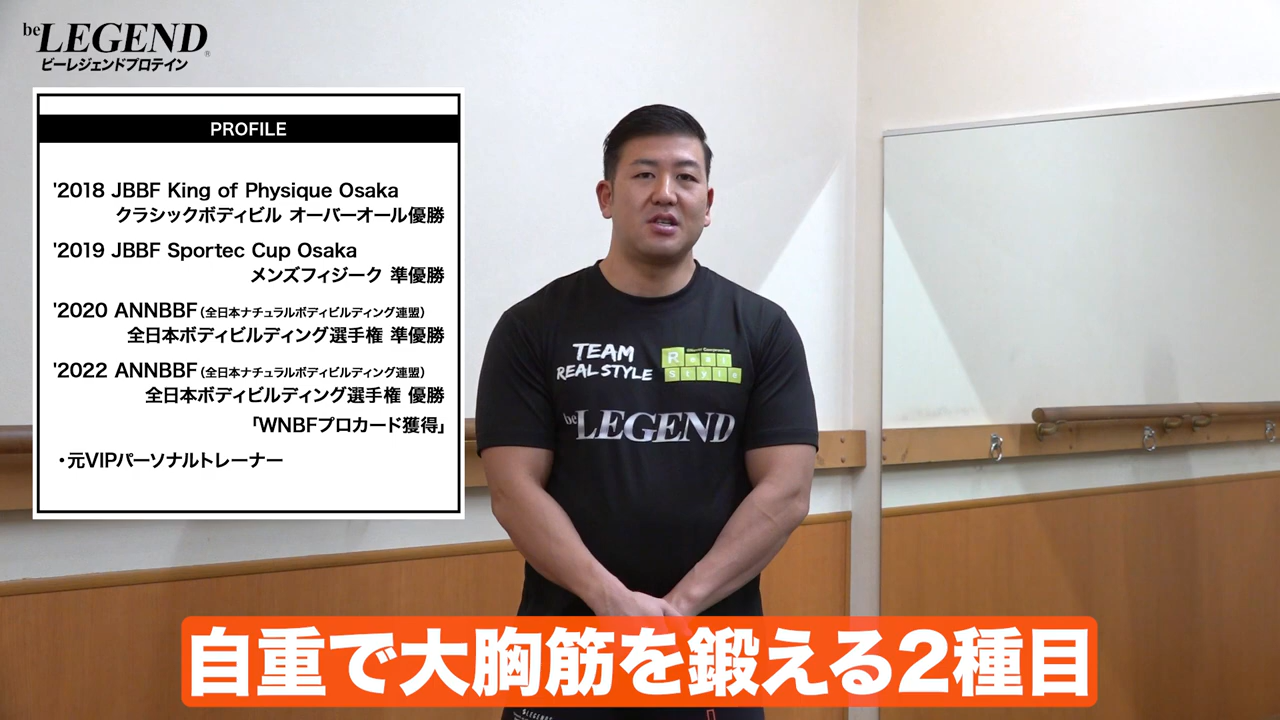 be LEGEND®
ビーレジェンドプロテイン
PROFILE
'2018 JBBF King of Physique Osaka
クラシックボディビル オーバーオール優勝
'2019 JBBF Sportec Cup Osaka
メンズフィジーク 準優勝
'2020 ANNBBF(全日本ナチュラルボディビルディング連盟)
全日本ボディビルディング選手権 準優勝
'2022 ANNBBF(全日本ナチュラルボディビルディング連盟)
全日本ボディビルディング選手権 優勝
「WNBFプロカード獲得」
・元VIPパーソナルトレーナー
TEAM
REAL STYLE
Real
Style
be LEGEND
自重で大胸筋を鍛える2種目
LEGEND